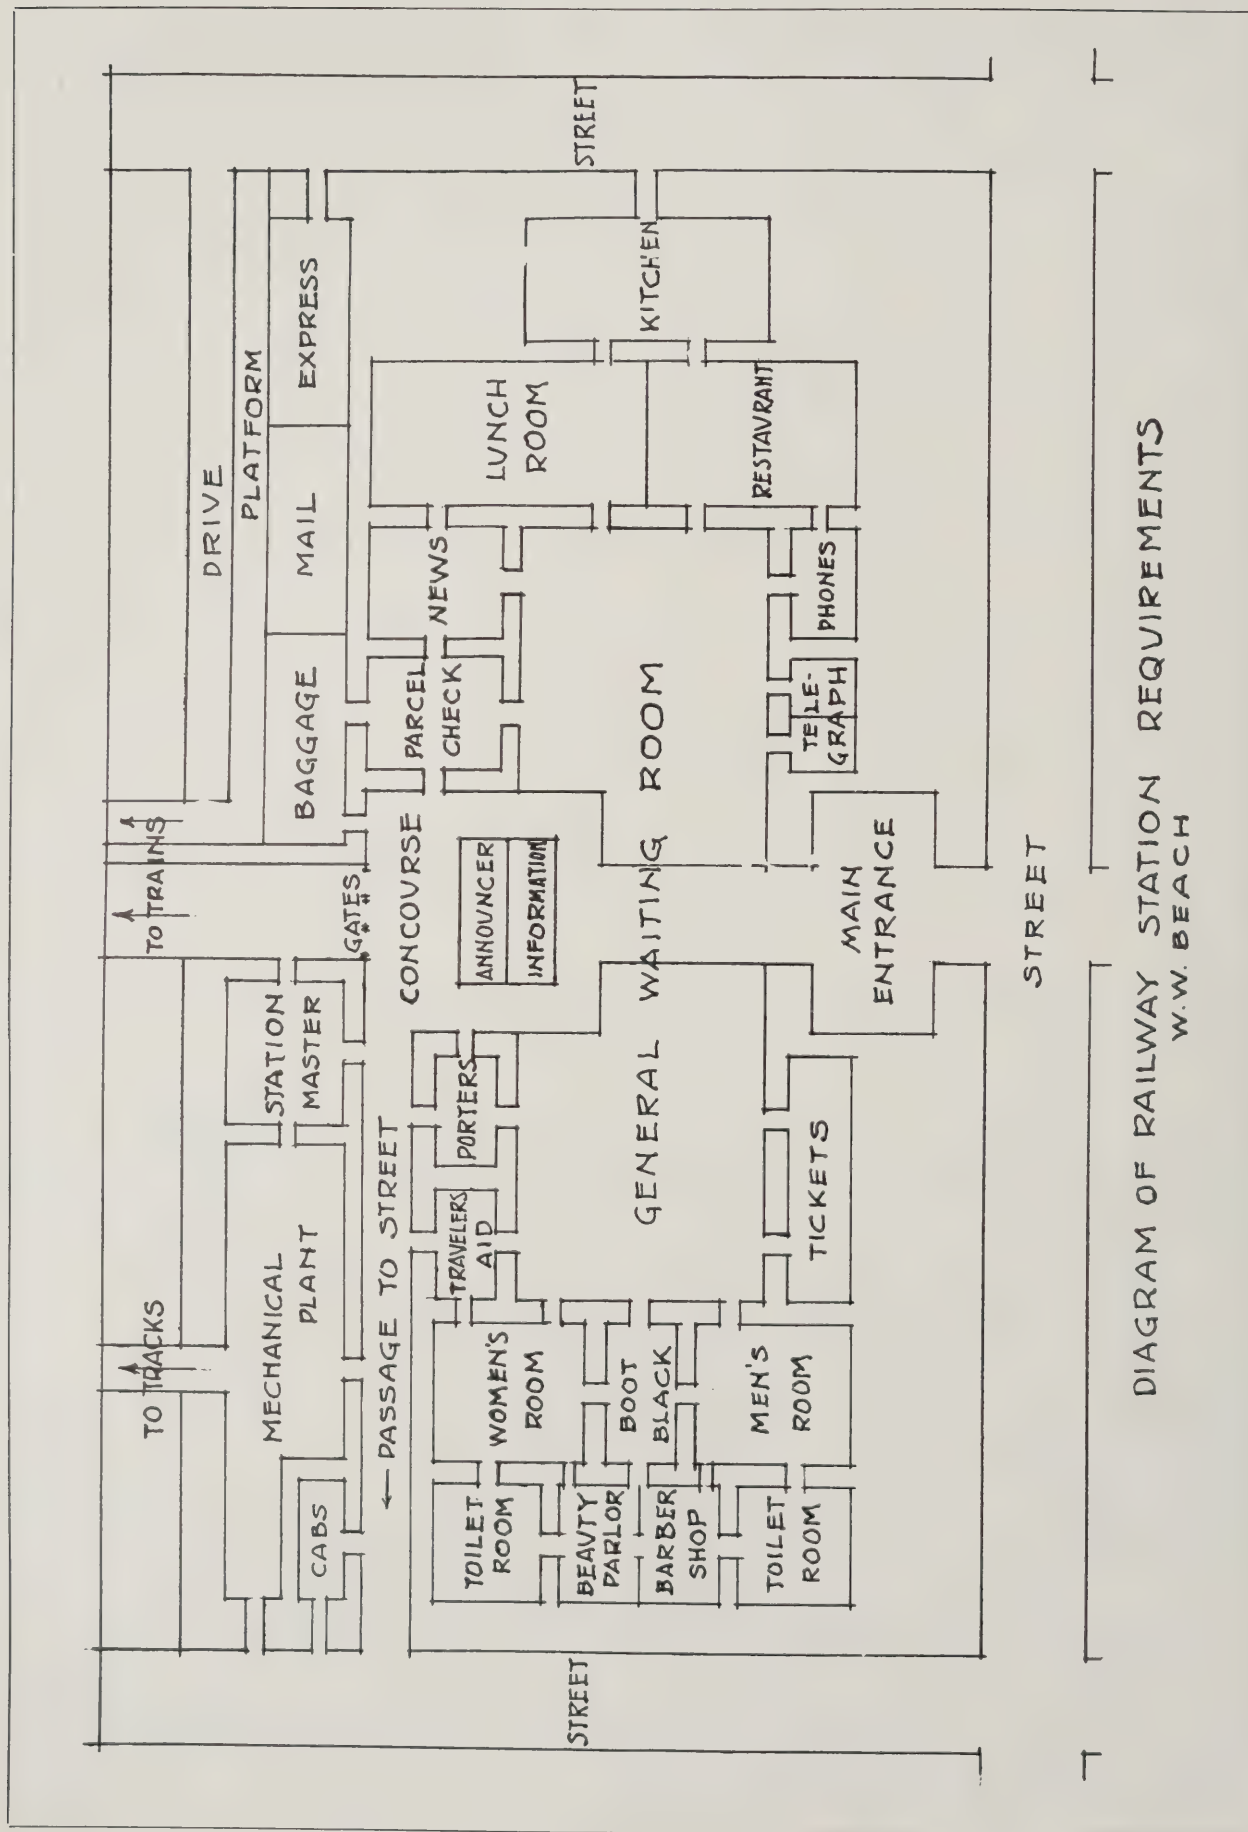 TO TRACKS
TO TRAINS
DRIVE
PLATFORM
MECHANICAL
PLANT
CABS
STATION
MASTER
GATES
BAGGAGE
MAIL
EXPRESS
← PASSAGE TO STREET
CONCOURSE
PARCEL
CHECK
NEWS
TRAVELERS
AID
PORTERS
ANNOUNCER
INFORMATION
LUNCH
ROOM
TOILET
ROOM
WOMEN'S
ROOM
STREET
BEAVTY
PARLOR
BOOT
BLACK
GENERAL WAITING ROOM
KITCHEN
STREET
BARBER
SHOP
TOILET
ROOM
MEN'S
ROOM
TICKETS
TELE-
GRAPH
PHONES
RESTAVRANT
MAIN
ENTRANCE
STREET
DIAGRAM OF RAILWAY STATION REQUIREMENTS
W.W. BEACH